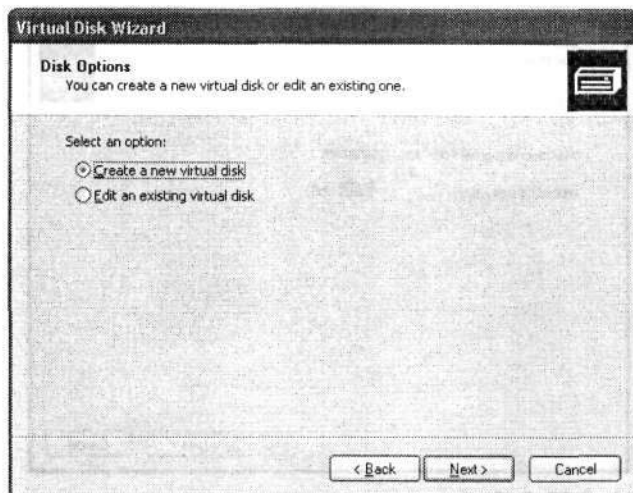 Virtual Disk Wizard
Disk Options
You can create a new virtual disk or edit an existing one.
Select an option:
Create a new virtual disk
Edit an existing virtual disk
< Back
Next >
Cancel